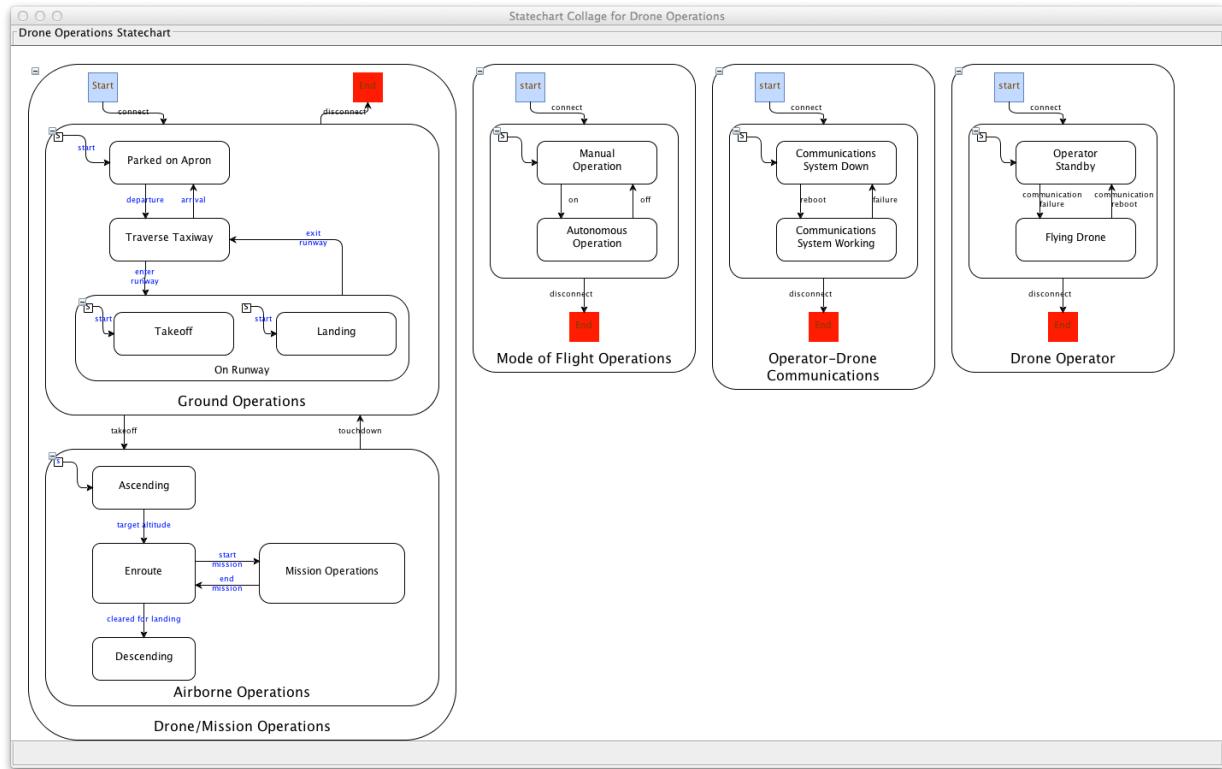 Statechart Collage for Drone Operations
Drone Operations Statechart
Start
End
connect
disconnect
S
start
Parked on Apron
departure
arrival
Traverse Taxiway
exit
runway
enter
runway
S
start
Takeoff
S
start
Landing
On Runway
Ground Operations
takeoff
touchdown
s
Ascending
target altitude
Enroute
start
mission
end
mission
Mission Operations
cleared for landing
Descending
Airborne Operations
Drone/Mission Operations
start
connect
S
Manual
Operation
on
off
Autonomous
Operation
disconnect
End
Mode of Flight Operations
start
connect
S
Communications
System Down
reboot
failure
Communications
System Working
disconnect
End
Operator-Drone
Communications
start
connect
S
Operator
Standby
communication
failure
communication
reboot
Flying Drone
disconnect
End
Drone Operator